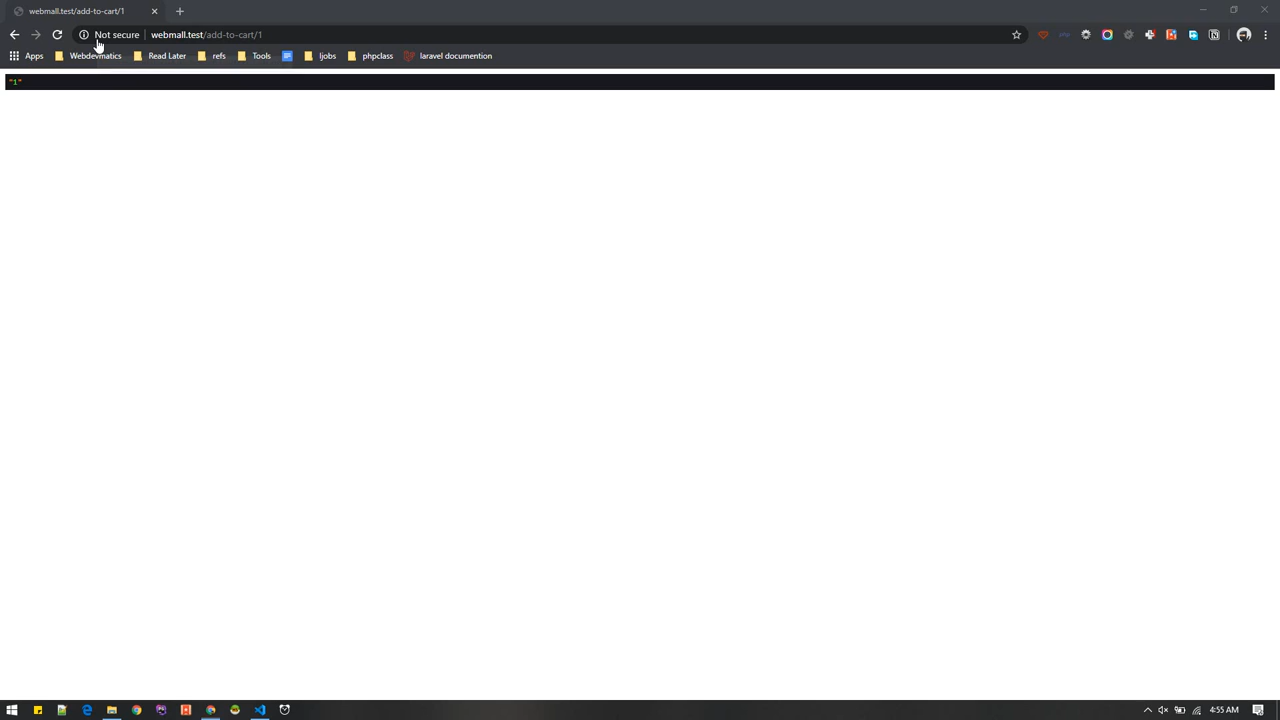 webmall.test/add-to-cart/1
Not secure webmall.test/add-to-cart/1
Apps Webdevmatics Read Later refs Tools ljobs phpclass laravel documention
"1"
4:55 AM